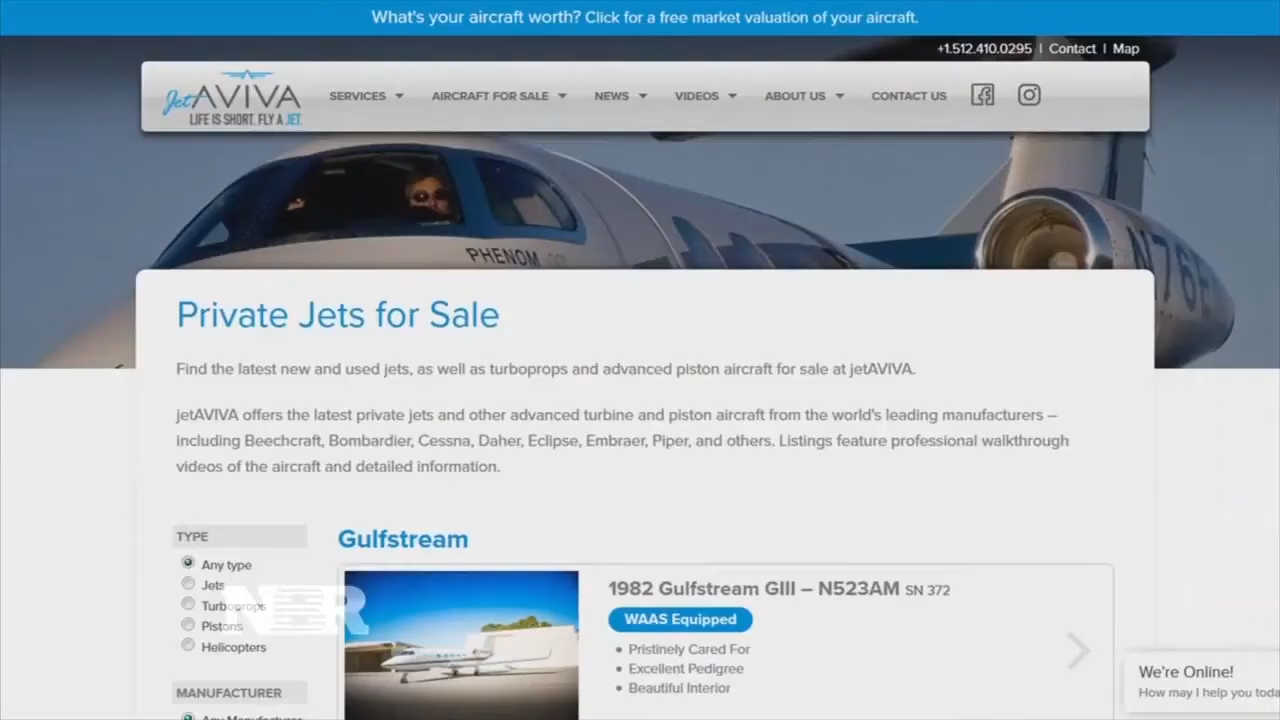 What's your aircraft worth? Click for a free market valuation of your aircraft.
+1.512.410.0295 | Contact | Map
JetAVIVA
LIFE IS SHORT. FLY A JET.
SERVICES AIRCRAFT FOR SALE NEWS VIDEOS ABOUT US CONTACT US
PHENOM
N76
Private Jets for Sale
Find the latest new and used jets, as well as turboprops and advanced piston aircraft for sale at jetAVIVA.
jetAVIVA offers the latest private jets and other advanced turbine and piston aircraft from the world's leading manufacturers –
including Beechcraft, Bombardier, Cessna, Daher, Eclipse, Embraer, Piper, and others. Listings feature professional walkthrough
videos of the aircraft and detailed information.
TYPE
Any type
Jets
Turboprops
Pistons
Helicopters
MANUFACTURER
Any Manufacturer
NBR
Gulfstream
1982 Gulfstream GIII – N523AM SN 372
WAAS Equipped
• Pristinely Cared For
• Excellent Pedigree
• Beautiful Interior
We're Online!
How may I help you toda